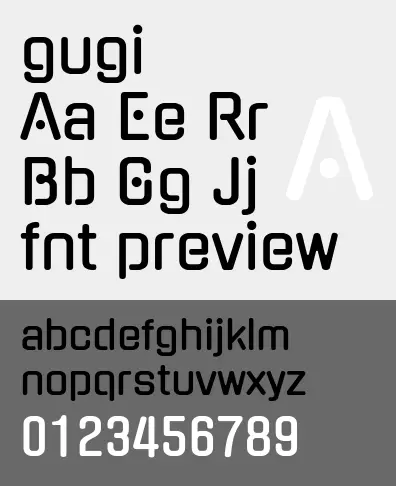 gugi
Aa Ee Rr
A
Bb Gg Jj
fnt preview
abcdefghijklm
nopqrstuvwxyz
0123456789